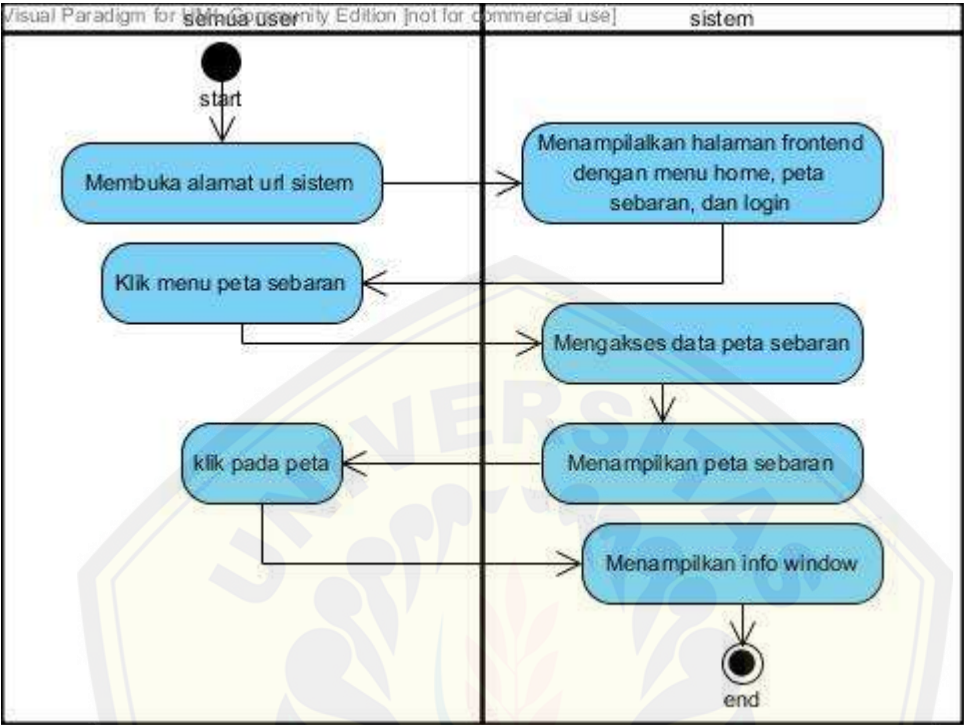 Visual Paradigm for UML Community Edition [not for commercial use]
semua user
sistem
start
Membuka alamat url sistem
Menampilalkan halaman frontend
dengan menu home, peta
sebaran, dan login
Klik menu peta sebaran
Mengakses data peta sebaran
Menampilkan peta sebaran
klik pada peta
Menampilkan info window
end
UNIVERSITAS